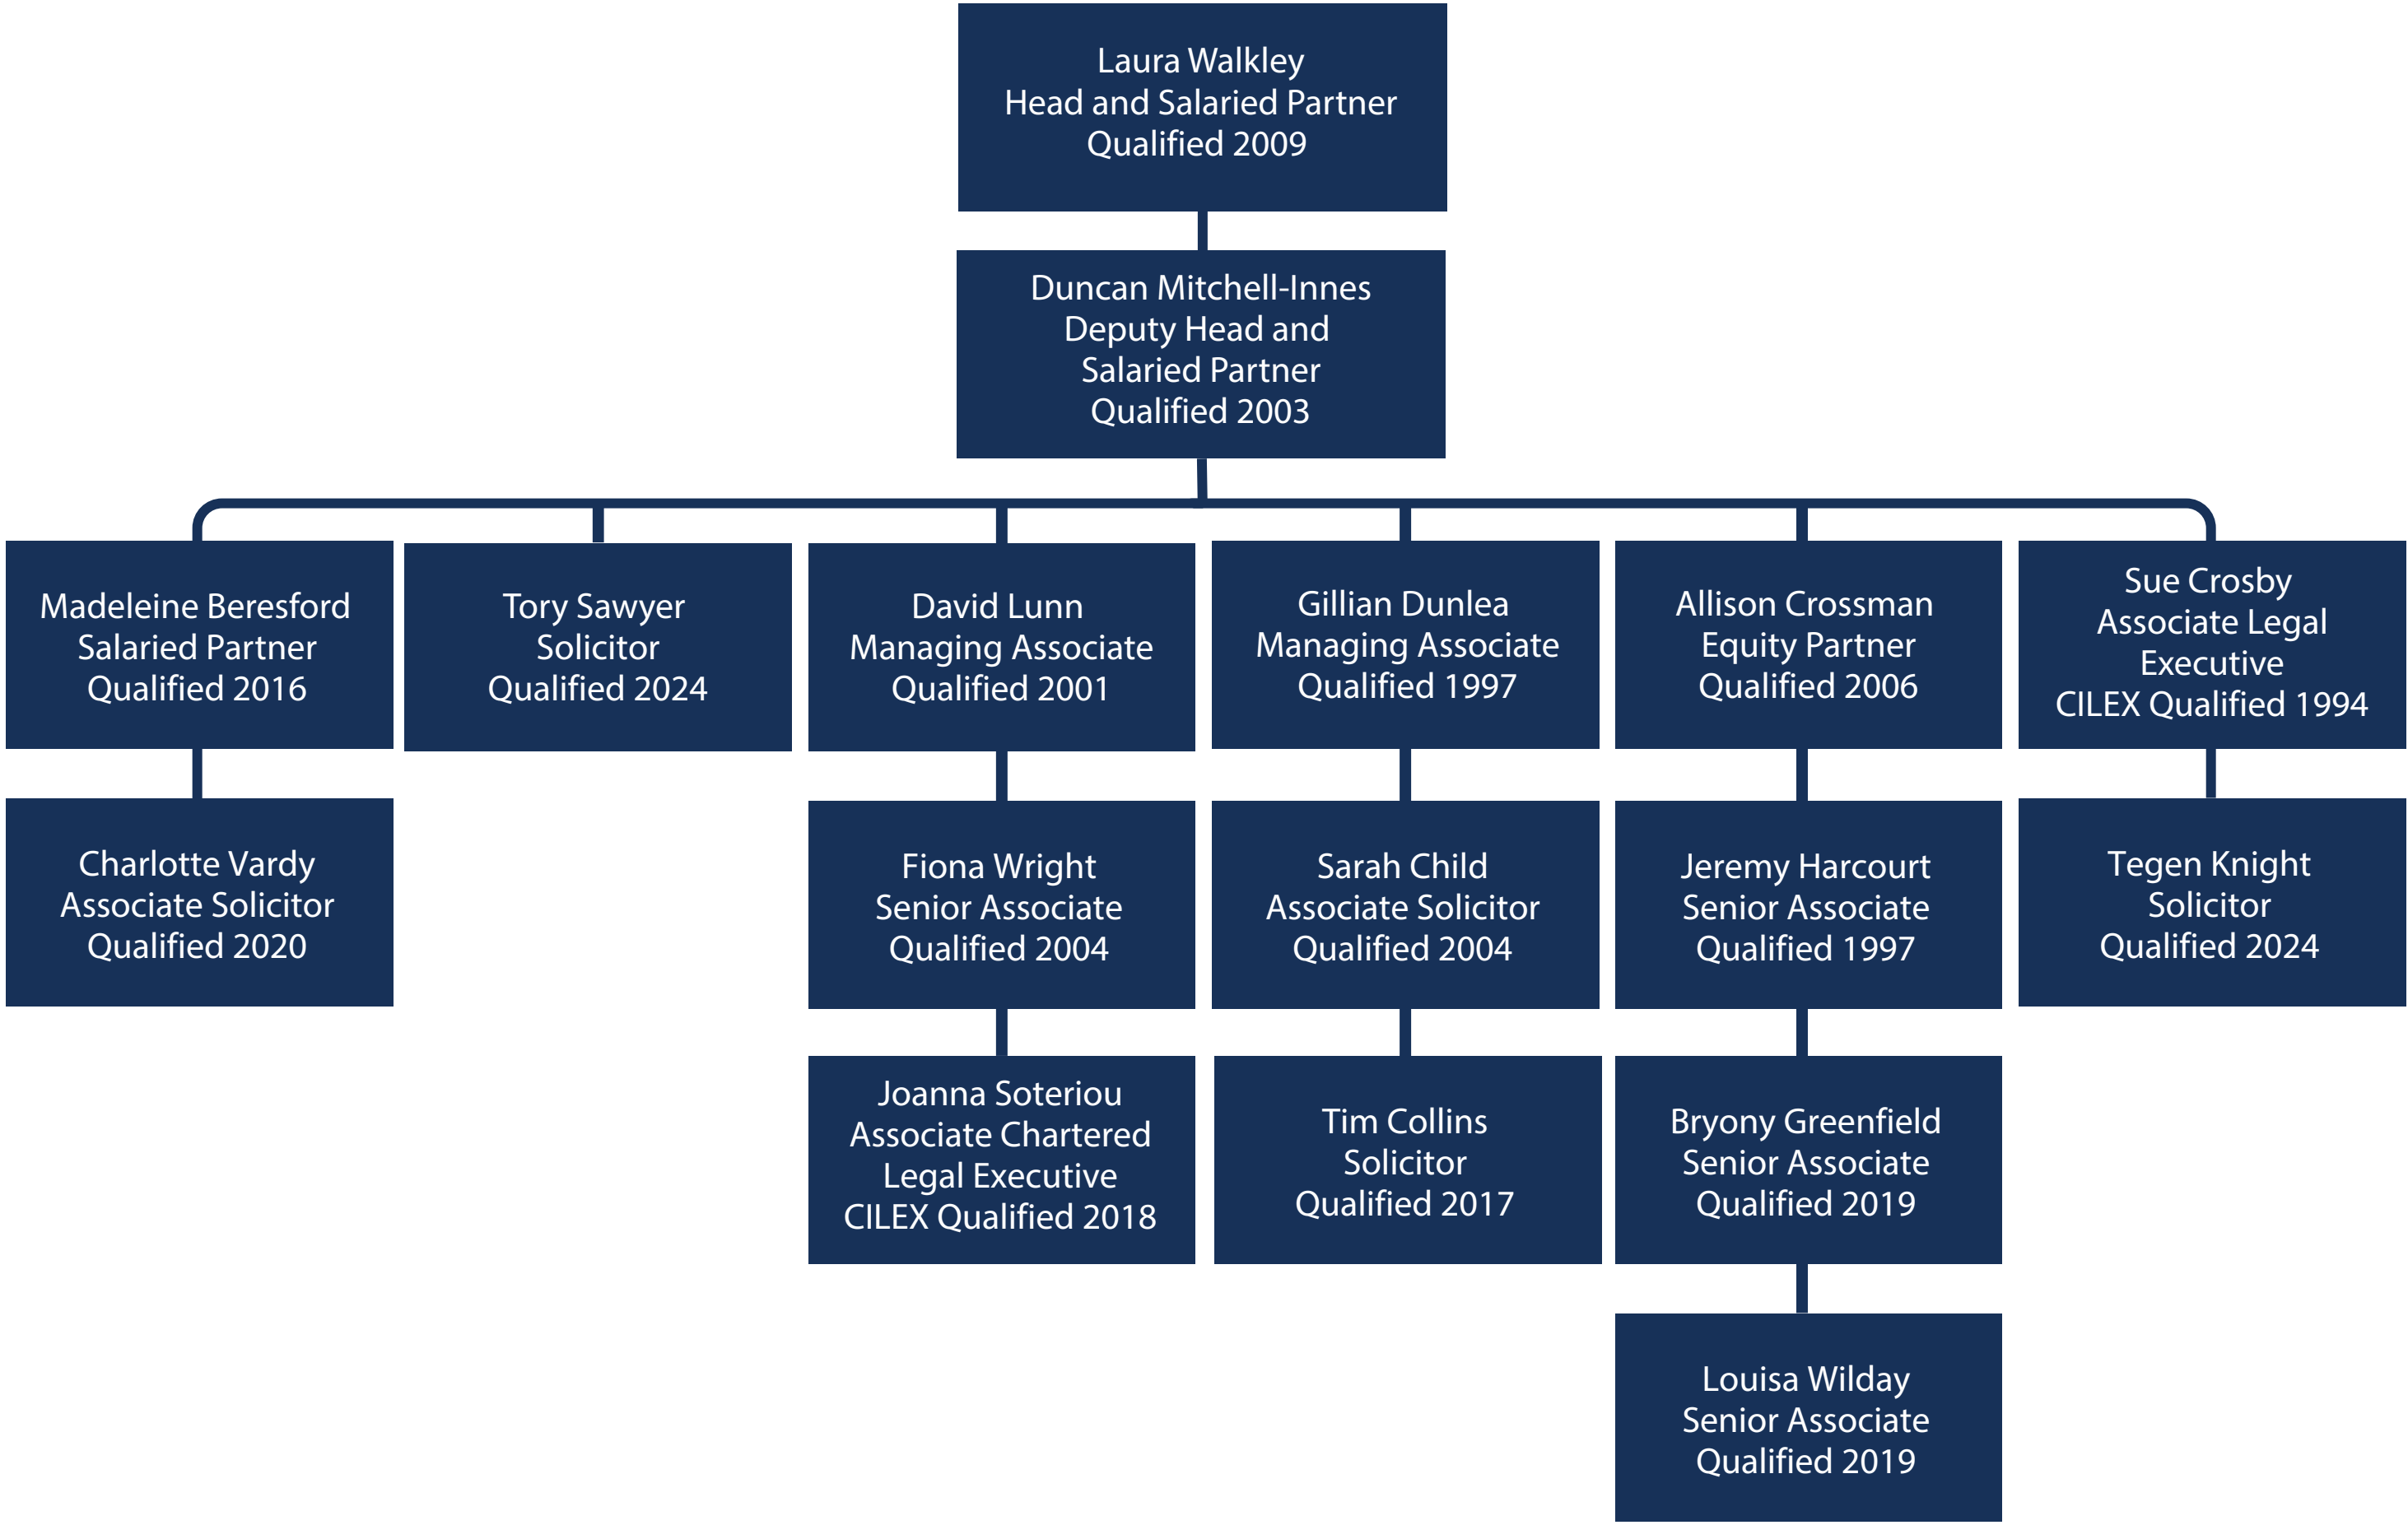 Laura Walkley
Head and Salaried Partner
Qualified 2009
Duncan Mitchell-Innes
Deputy Head and
Salaried Partner
Qualified 2003
Madeleine Beresford
Salaried Partner
Qualified 2016
Tory Sawyer
Solicitor
Qualified 2024
David Lunn
Managing Associate
Qualified 2001
Gillian Dunlea
Managing Associate
Qualified 1997
Allison Crossman
Equity Partner
Qualified 2006
Sue Crosby
Associate Legal
Executive
CILEX Qualified 1994
Charlotte Vardy
Associate Solicitor
Qualified 2020
Fiona Wright
Senior Associate
Qualified 2004
Sarah Child
Associate Solicitor
Qualified 2004
Jeremy Harcourt
Senior Associate
Qualified 1997
Tegen Knight
Solicitor
Qualified 2024
Joanna Soteriou
Associate Chartered
Legal Executive
CILEX Qualified 2018
Tim Collins
Solicitor
Qualified 2017
Bryony Greenfield
Senior Associate
Qualified 2019
Louisa Wilday
Senior Associate
Qualified 2019